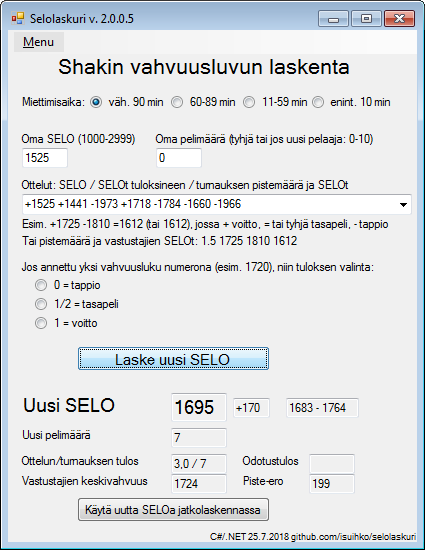 Selolaskuri v. 2.0.0.5
Menu
Shakin vahvuusluvun laskenta
Miettimisaika: väh. 90 min 60-89 min 11-59 min enint. 10 min
Oma SELO (1000-2999) Oma pelimäärä (tyhjä tai jos uusi pelaaja: 0-10)
1525 0
Ottelut: SELO / SELOt tuloksineen / turnauksen pistemäärä ja SELOt
+1525 +1441 -1973 +1718 -1784 -1660 -1966
Esim. +1725 -1810 =1612 (tai 1612), jossa + voitto, = tai tyhjä tasapeli, - tappio
Tai pistemäärä ja vastustajien SELOt: 1.5 1725 1810 1612
Jos annettu yksi vahvuusluku numerona (esim. 1720), niin tuloksen valinta:
0 = tappio
1/2 = tasapeli
1 = voitto
Laske uusi SELO
Uusi SELO 1695 +170 1683 - 1764
Uusi pelimäärä 7
Ottelun/turnauksen tulos 3,0 / 7 Odotustulos
Vastustajien keskivahvuus 1724 Piste-ero 199
Käytä uutta SELOa jatkolaskennassa
C#/.NET 25.7.2018 github.com/isuihko/selolaskuri